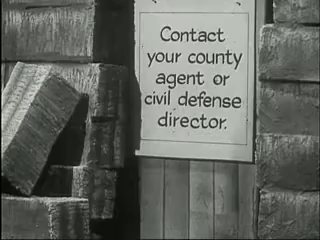 Contact
your county
agent or
civil defense
director.